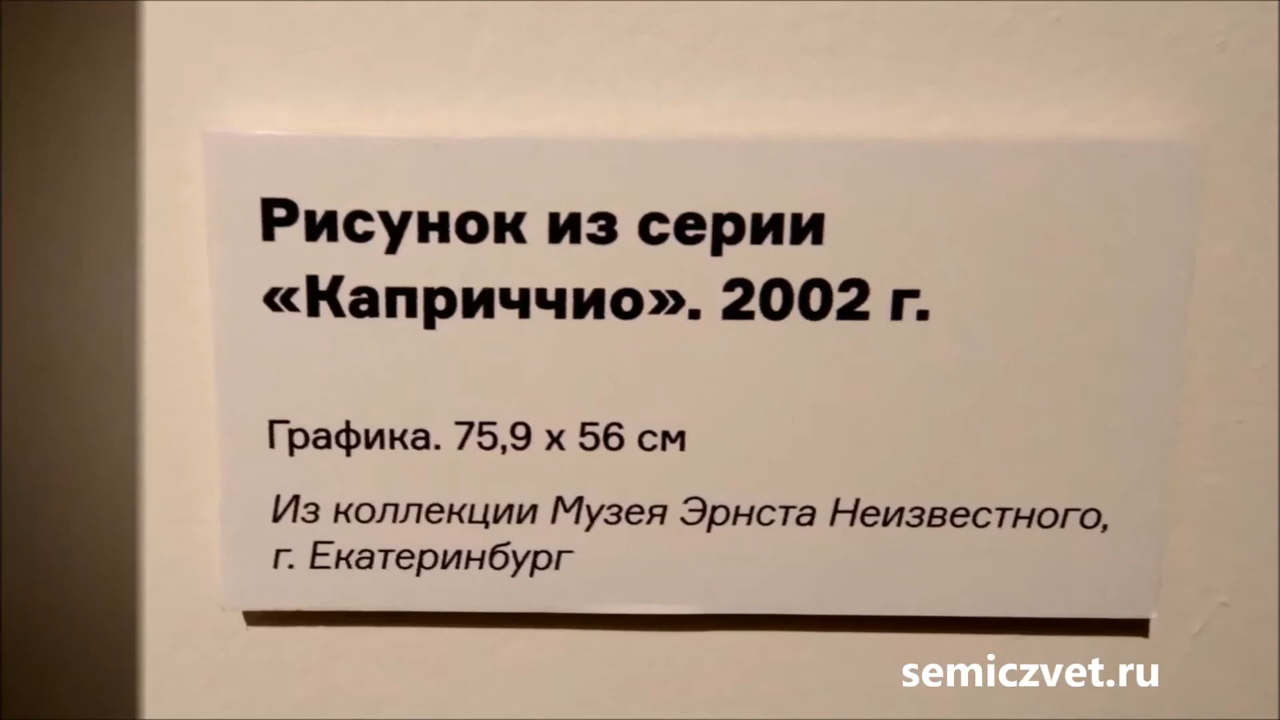 Рисунок из серии
«Каприччио». 2002 г.
Графика. 75,9 х 56 см
Из коллекции Музея Эрнста Неизвестного,
г. Екатеринбург
semiczvet.ru